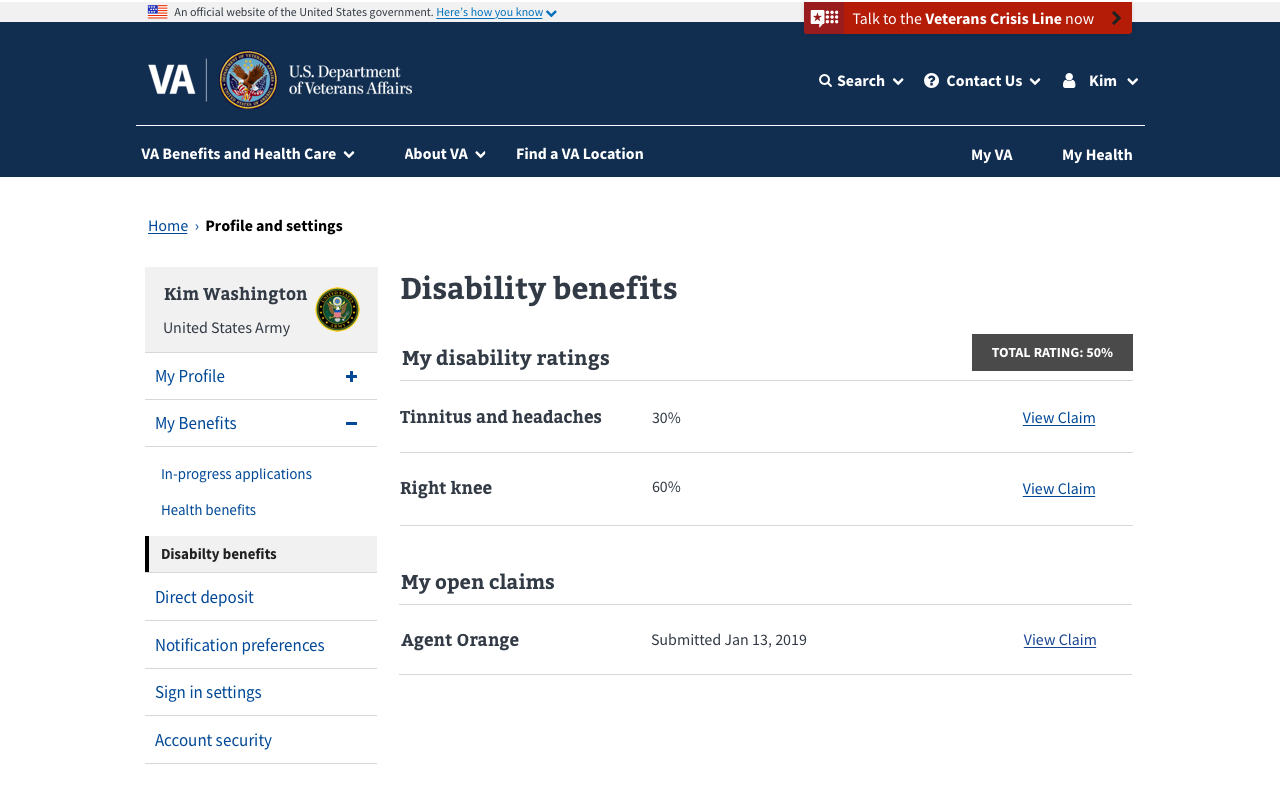 An official website of the United States government. Here's how you know
Talk to the Veterans Crisis Line now
VA
U.S. Department
of Veterans Affairs
Search
Contact Us
Kim
VA Benefits and Health Care
About VA
Find a VA Location
My VA
My Health
Home › Profile and settings
Kim Washington
United States Army
My Profile
My Benefits
In-progress applications
Health benefits
Disabilty benefits
Direct deposit
Notification preferences
Sign in settings
Account security
Disability benefits
My disability ratings
TOTAL RATING: 50%
Tinnitus and headaches 30% View Claim
Right knee 60% View Claim
My open claims
Agent Orange Submitted Jan 13, 2019 View Claim